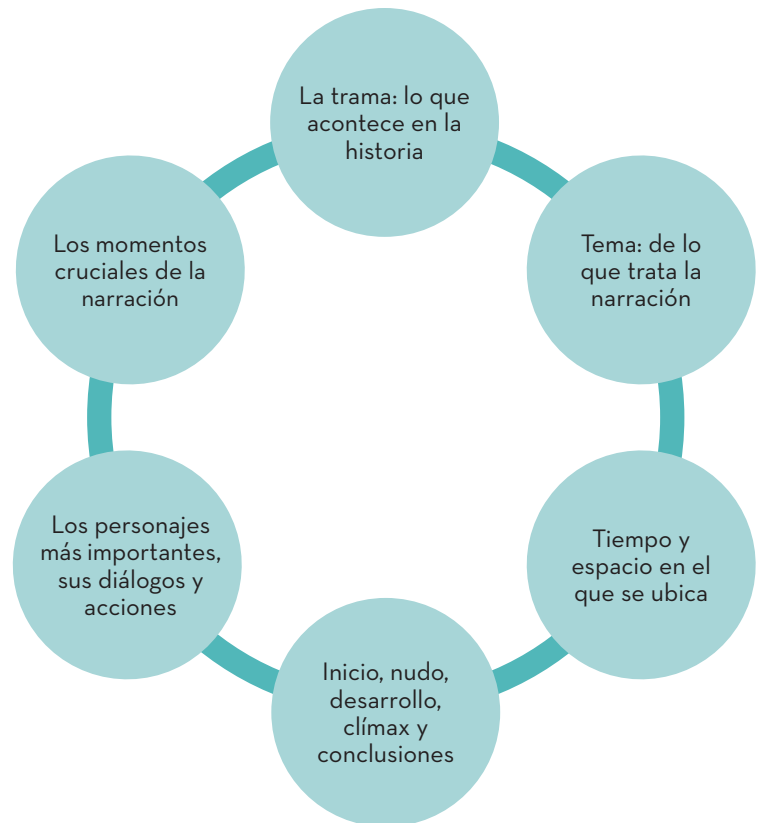 La trama: lo que
acontece en la
historia
Tema: de lo
que trata la
narración
Tiempo y
espacio en el
que se ubica
Inicio, nudo,
desarrollo,
clímax y
conclusiones
Los personajes
más importantes,
sus diálogos y
acciones
Los momentos
cruciales de la
narración